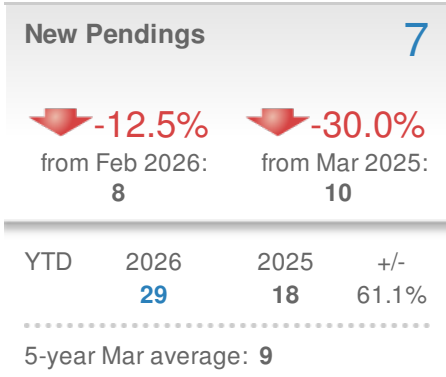 New Pendings 7
-12.5% -30.0%
from Feb 2026: from Mar 2025:
8 10
YTD 2026 2025 +/-
29 18 61.1%
5-year Mar average: 9